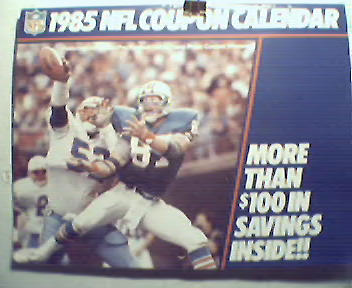 1985 NFL COUPON CALENDAR
MORE
THAN
$100 IN
SAVINGS
INSIDE!!